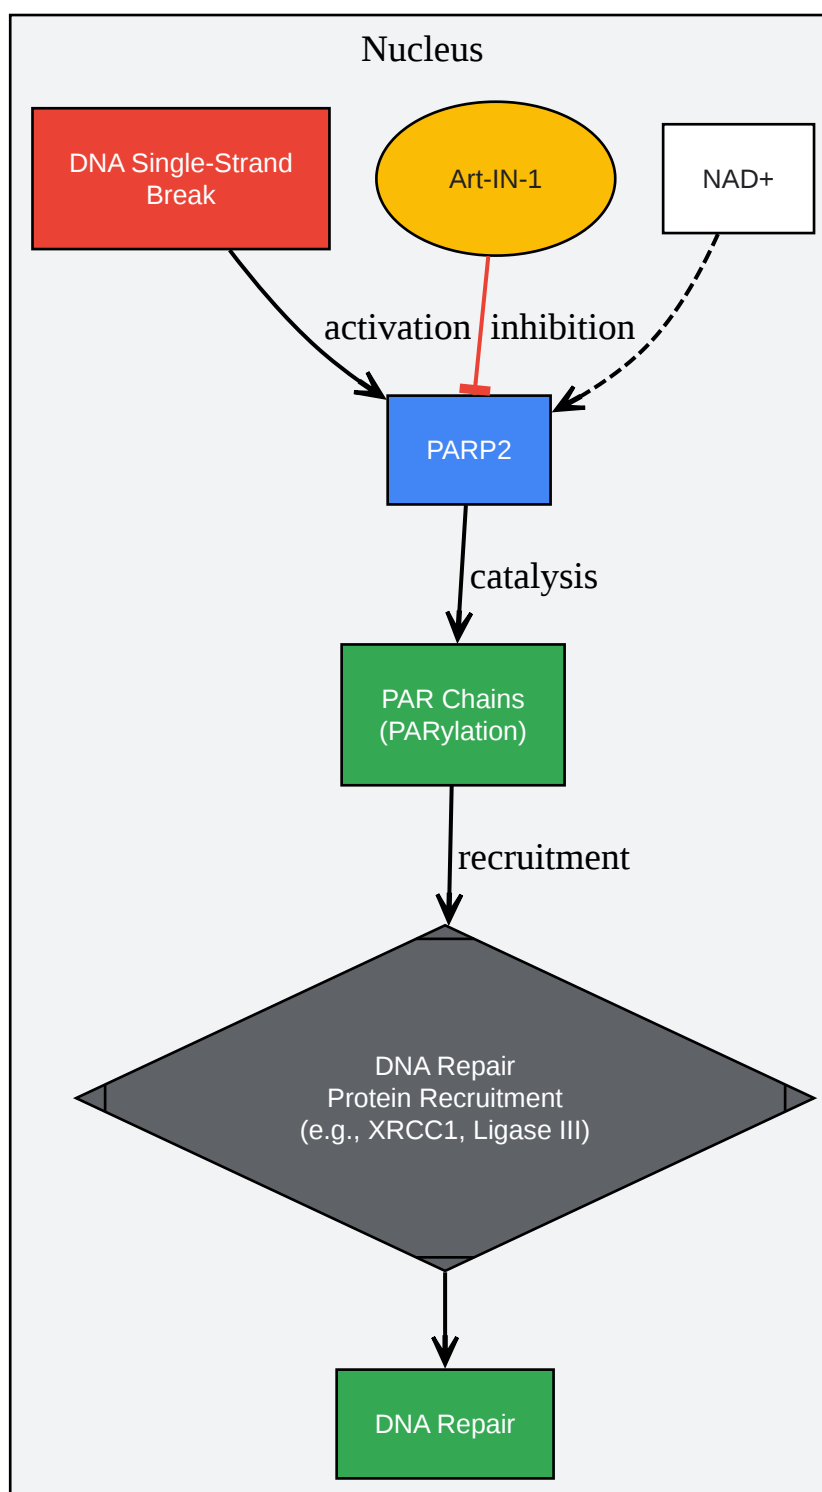 Nucleus
DNA Single-Strand
Break
Art-IN-1
NAD+
activation
inhibition
PARP2
catalysis
PAR Chains
(PARylation)
recruitment
DNA Repair
Protein Recruitment
(e.g., XRCC1, Ligase III)
DNA Repair